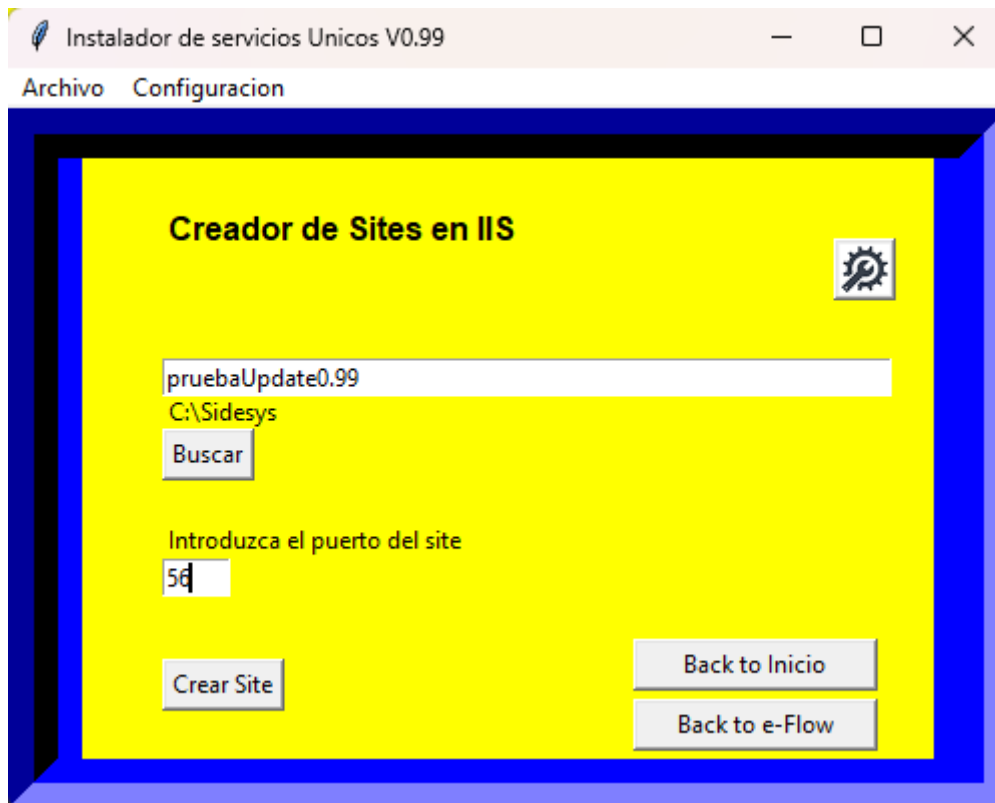 Instalador de servicios Unicos V0.99
Archivo Configuracion
Creador de Sites en IIS
pruebaUpdate0.99
C:\Sidesys
Buscar
Introduzca el puerto del site
56
Back to Inicio
Crear Site
Back to e-Flow